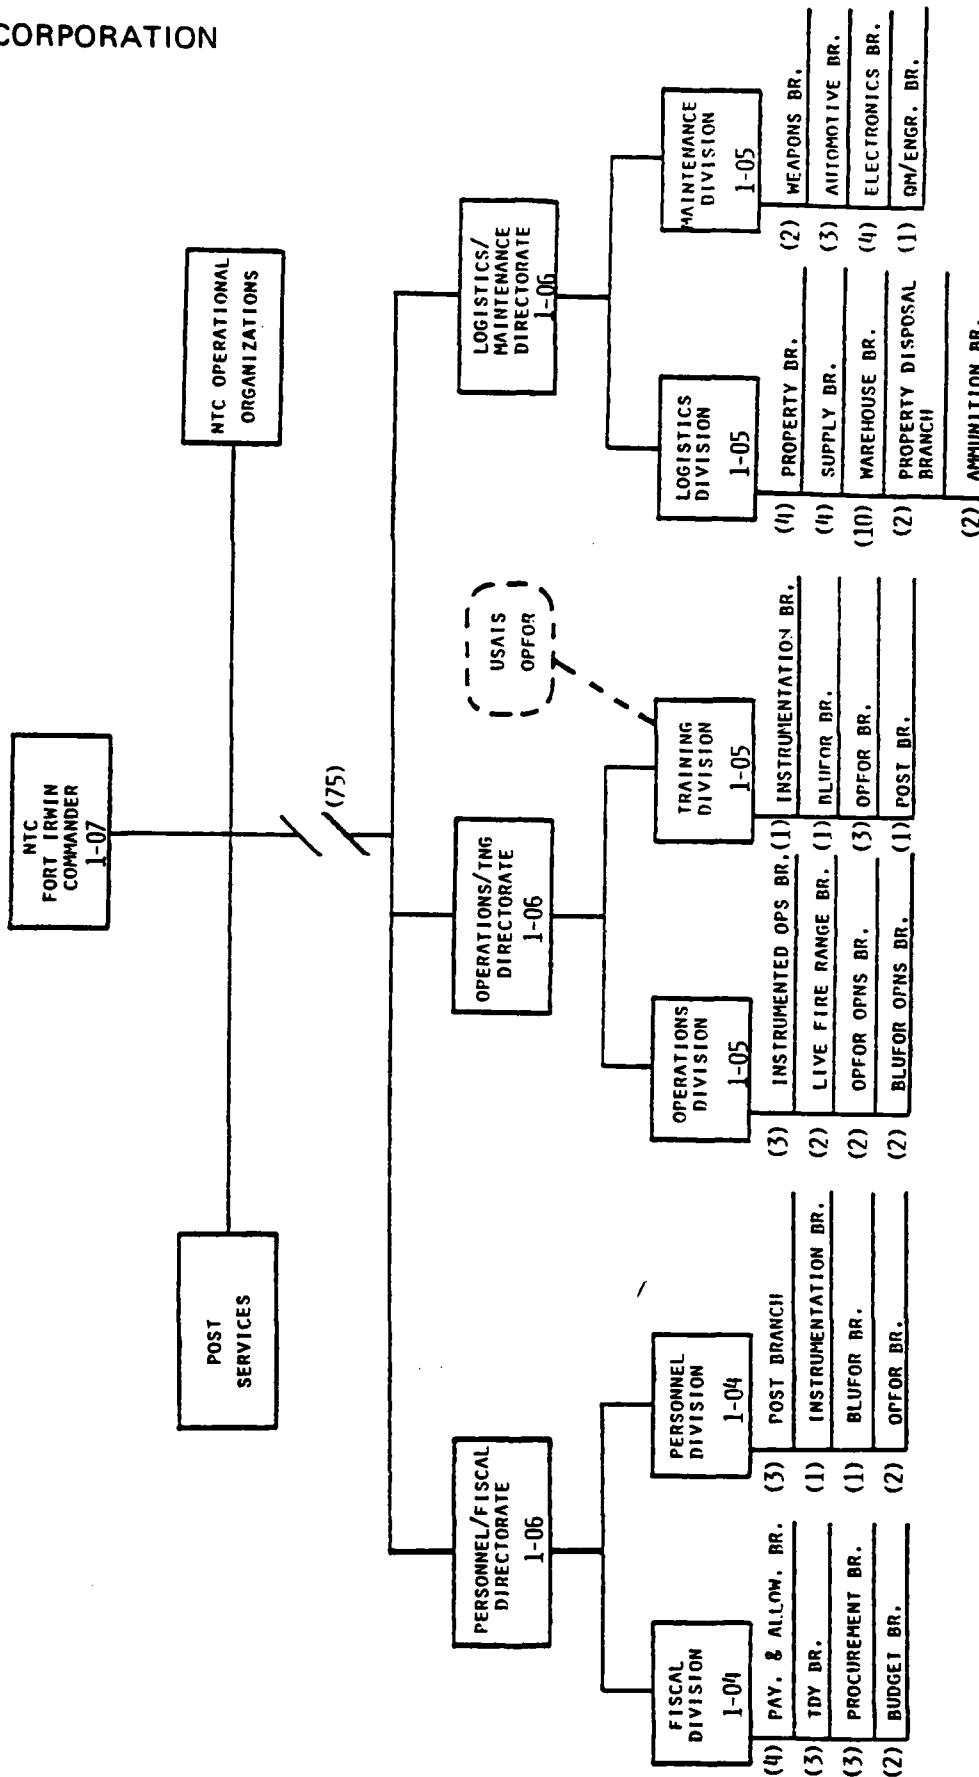 CORPORATION
NTC
FORT IRWIN
COMMANDER
1-07
POST
SERVICES
NTC OPERATIONAL
ORGANIZATIONS
(75)
PERSONNEL/FISCAL
DIRECTORATE
1-06
OPERATIONS/TNG
DIRECTORATE
1-06
LOGISTICS/
MAINTENANCE
DIRECTORATE
1-06
USAIS
OPFOR
FISCAL
DIVISION
1-04
(4) PAY. & ALLOW. BR.
(3) TDY BR.
(3) PROCUREMENT BR.
(2) BUDGET BR.
PERSONNEL
DIVISION
1-04
(3) POST BRANCH
(1) INSTRUMENTATION BR.
(1) BLUFOR BR.
(2) OPFOR BR.
OPERATIONS
DIVISION
1-05
(3) INSTRUMENTED OPS BR.
(2) LIVE FIRE RANGE BR.
(2) OPFOR OPNS BR.
(2) BLUFOR OPNS BR.
TRAINING
DIVISION
1-05
(1) INSTRUMENTATION BR.
(1) BLUFOR BR.
(3) OPFOR BR.
(1) POST BR.
LOGISTICS
DIVISION
1-05
(4) PROPERTY BR.
(4) SUPPLY BR.
(10) WAREHOUSE BR.
(2) PROPERTY DISPOSAL
BRANCH
(2) AMMUNITION BR.
MAINTENANCE
DIVISION
1-05
(2) WEAPONS BR.
(3) AUTOMOTIVE BR.
(4) ELECTRONICS BR.
(1) QM/ENGR. BR.